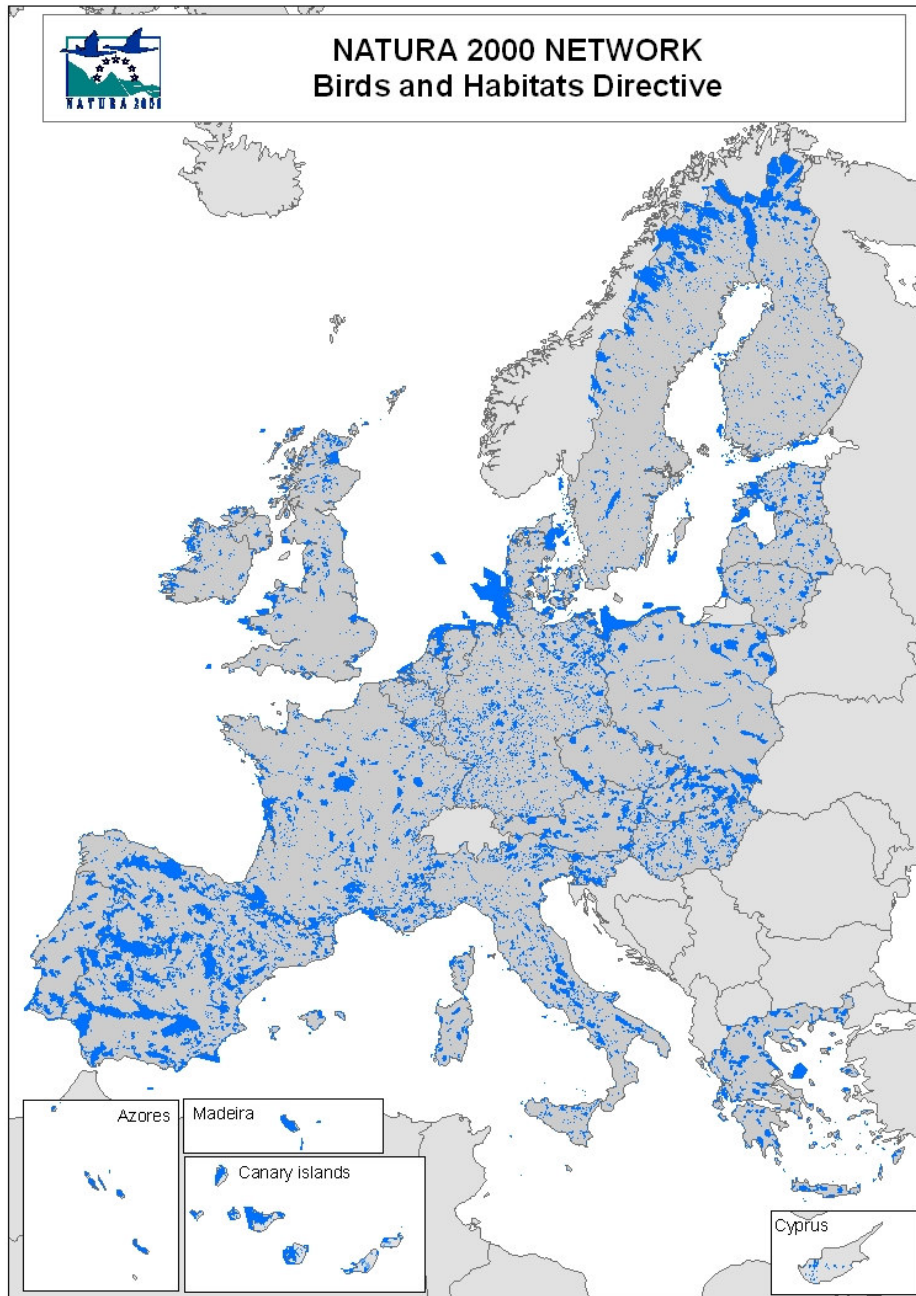 NATURA 2000 NETWORK
Birds and Habitats Directive
NATURA 2000
Azores
Madeira
Canary islands
Cyprus